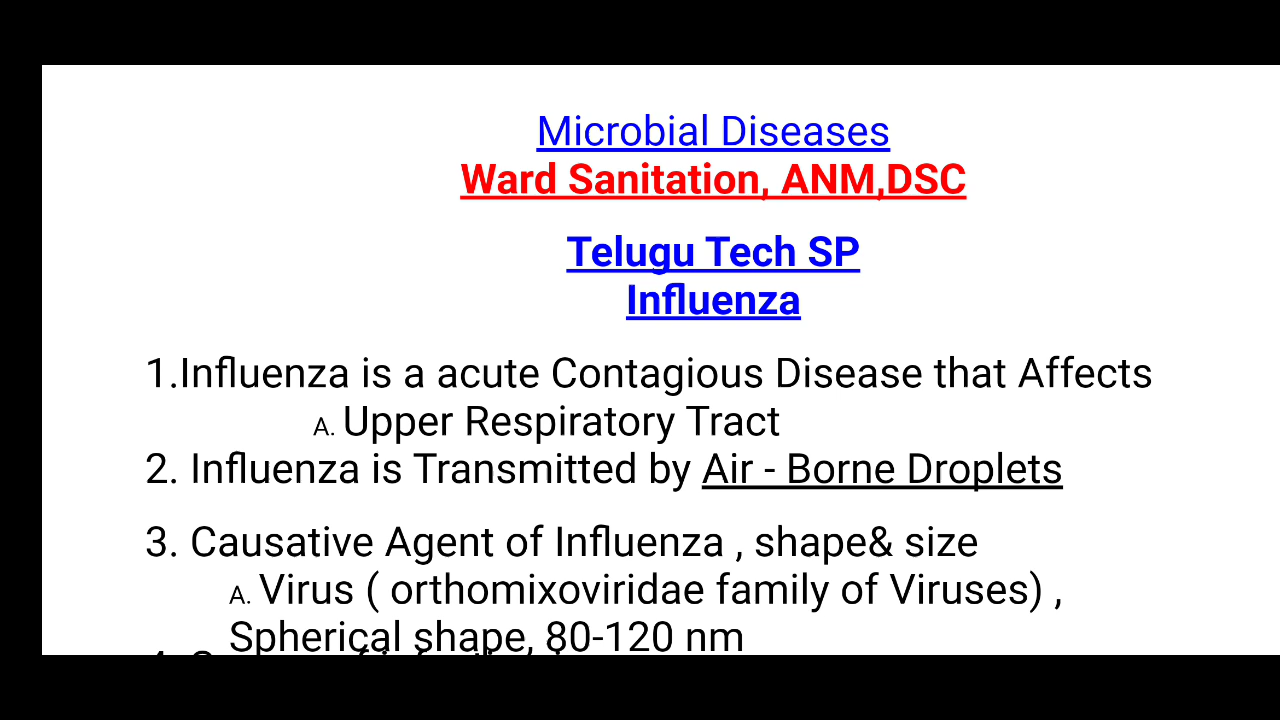 Microbial Diseases
Ward Sanitation, ANM,DSC
Telugu Tech SP
Influenza
1.Influenza is a acute Contagious Disease that Affects
A. Upper Respiratory Tract
2. Influenza is Transmitted by Air - Borne Droplets
3. Causative Agent of Influenza , shape& size
A. Virus ( orthomixoviridae family of Viruses) ,
Spherical shape, 80-120 nm